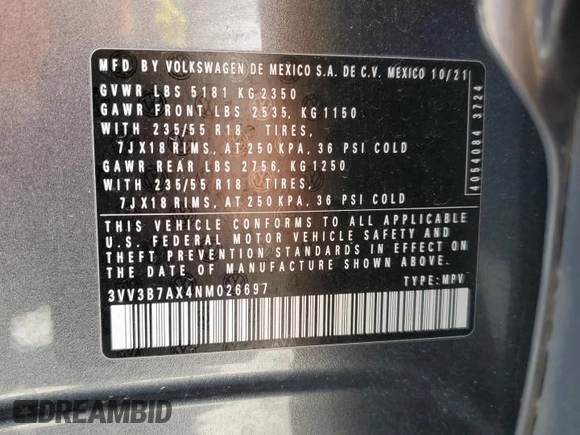 MFD. BY VOLKSWAGEN DE MEXICO S.A. DE C.V. MEXICO 10/21
GVWR LBS 5181 KG 2350
GAWR FRONT LBS 2535, KG 1150
WITH 235/55 R18 TIRES,
7JX18 RIMS, AT 250 KPA, 36 PSI COLD
GAWR REAR LBS 2756, KG 1250
WITH 235/55 R18 TIRES,
7JX18 RIMS, AT 250 KPA, 36 PSI COLD
THIS VEHICLE CONFORMS TO ALL APPLICABLE
U.S. FEDERAL MOTOR VEHICLE SAFETY AND
THEFT PREVENTION STANDARDS IN EFFECT ON
THE DATE OF MANUFACTURE SHOWN ABOVE.
3VV3B7AX4NM026697 TYPE: MPV
4054084 3724
DREAMBID